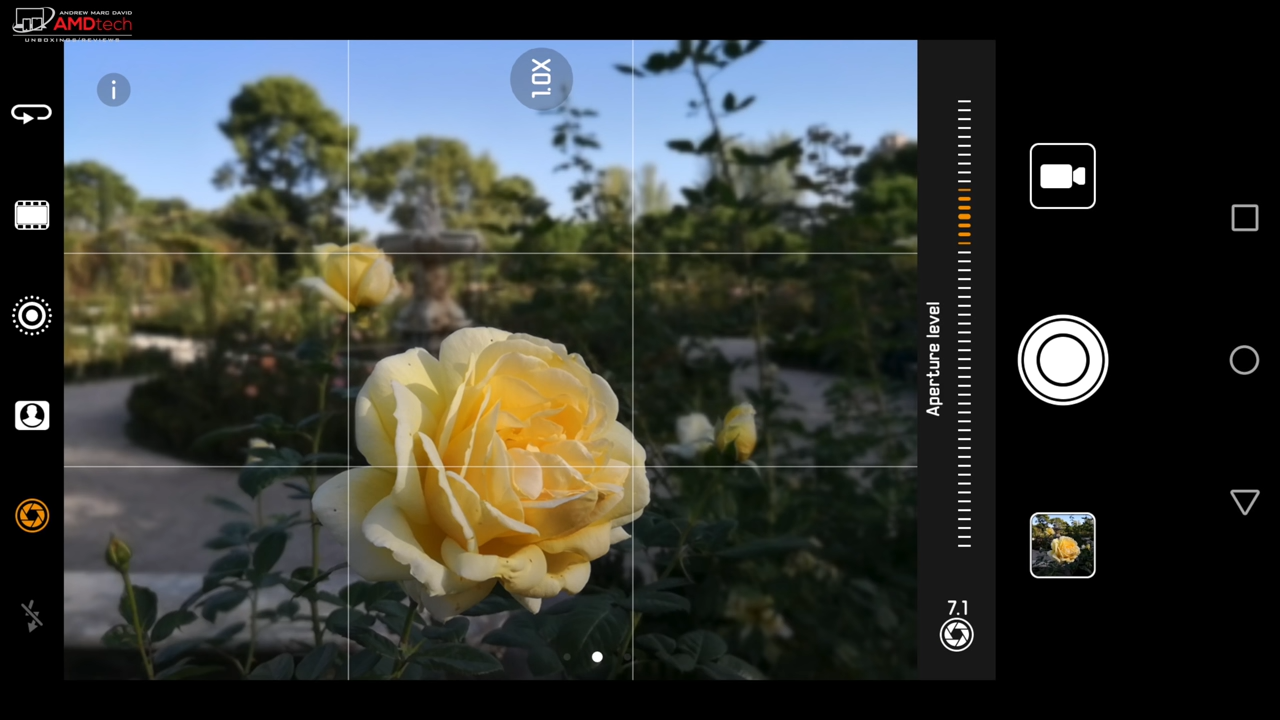 ANDREW MARC DAVID
AMDtech
UNBOXINGS/REVIEWS
1.0X
Aperture level
7.1